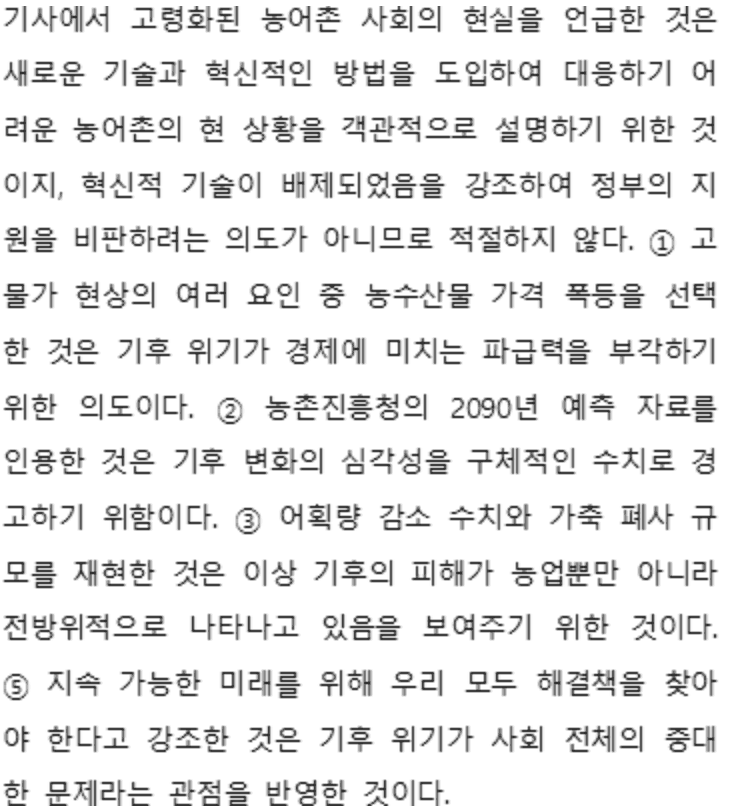 기사에서 고령화된 농어촌 사회의 현실을 언급한 것은
새로운 기술과 혁신적인 방법을 도입하여 대응하기 어
려운 농어촌의 현 상황을 객관적으로 설명하기 위한 것
이지, 혁신적 기술이 배제되었음을 강조하여 정부의 지
원을 비판하려는 의도가 아니므로 적절하지 않다. ① 고
물가 현상의 여러 요인 중 농수산물 가격 폭등을 선택
한 것은 기후 위기가 경제에 미치는 파급력을 부각하기
위한 의도이다. ② 농촌진흥청의 2090년 예측 자료를
인용한 것은 기후 변화의 심각성을 구체적인 수치로 경
고하기 위함이다. ③ 어획량 감소 수치와 가축 폐사 규
모를 재현한 것은 이상 기후의 피해가 농업뿐만 아니라
전방위적으로 나타나고 있음을 보여주기 위한 것이다.
⑤ 지속 가능한 미래를 위해 우리 모두 해결책을 찾아
야 한다고 강조한 것은 기후 위기가 사회 전체의 중대
한 문제라는 관점을 반영한 것이다.